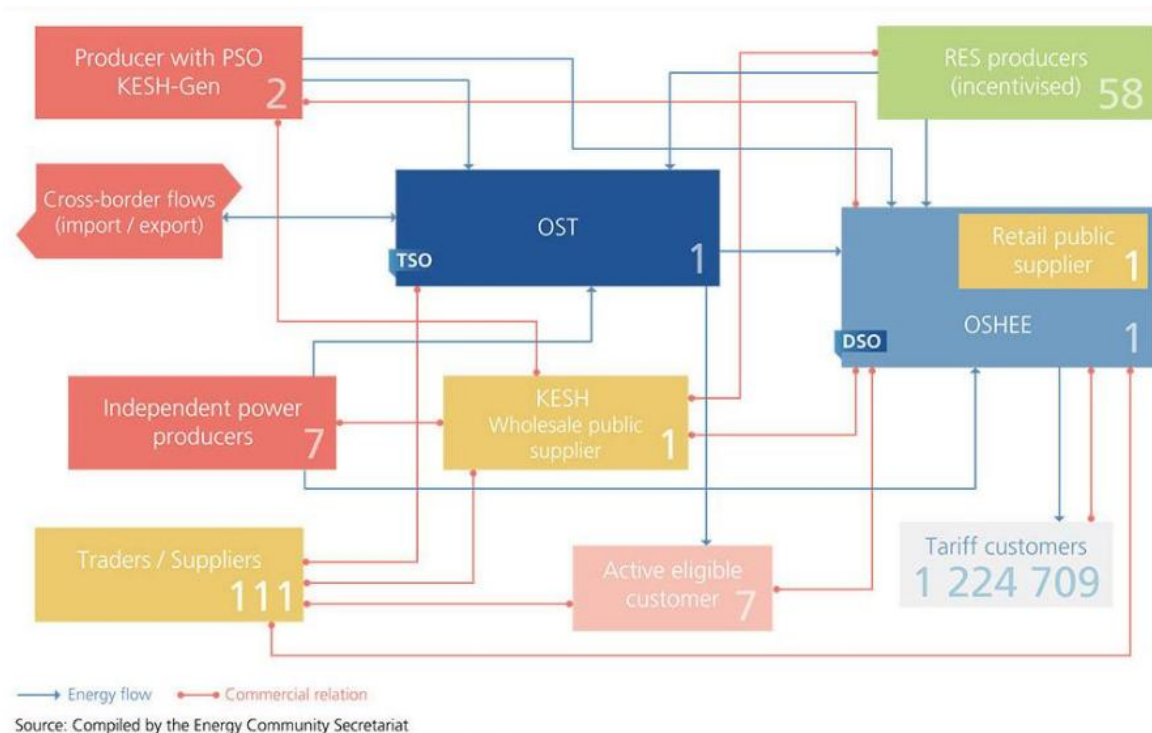 Producer with PSO
KESH-Gen
2
RES producers
(incentivised)
58
Cross-border flows
(import / export)
OST
TSO
1
Retail public
supplier
1
OSHEE
DSO
1
Independent power
producers
7
KESH
Wholesale public
supplier
1
Traders / Suppliers
111
Active eligible
customer
7
Tariff customers
1 224 709
Energy flow
Commercial relation
Source: Compiled by the Energy Community Secretariat